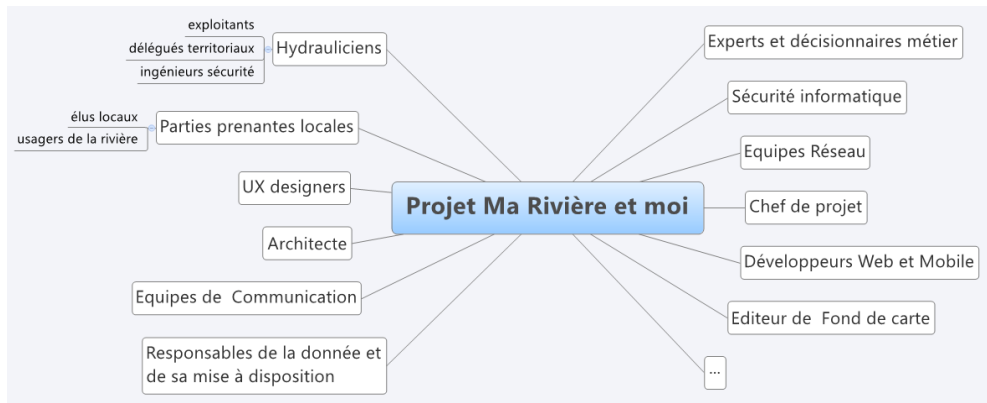 exploitants
délégués territoriaux
ingénieurs sécurité
Hydrauliciens
élus locaux
usagers de la rivière
Parties prenantes locales
UX designers
Architecte
Equipes de  Communication
Responsables de la donnée et
de sa mise à disposition
Projet Ma Rivière et moi
Experts et décisionnaires métier
Sécurité informatique
Equipes Réseau
Chef de projet
Développeurs Web et Mobile
Editeur de  Fond de carte
...